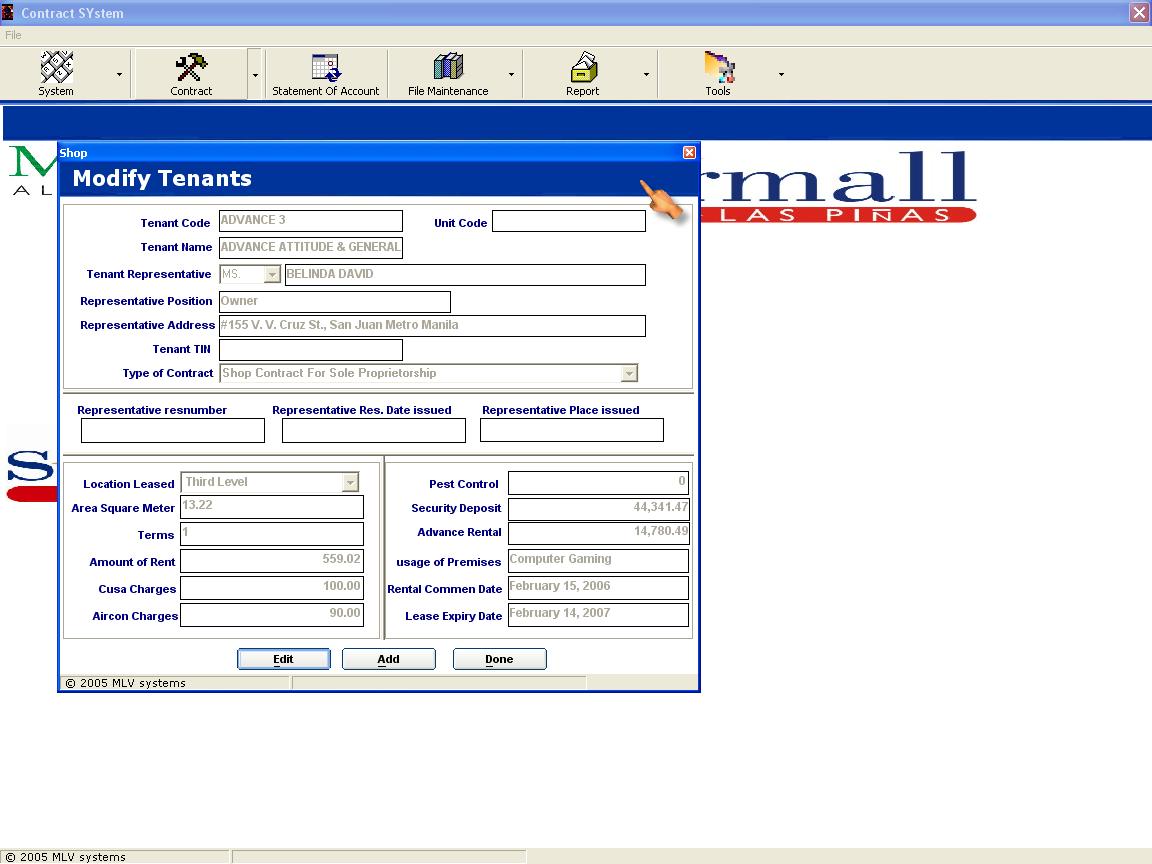 Contract SYstem
File
System
Contract
Statement Of Account
File Maintenance
Report
Tools
Shop
Modify Tenants
M
A L
rmall
LAS PIÑAS
Tenant Code ADVANCE 3 Unit Code
Tenant Name ADVANCE ATTITUDE & GENERAL
Tenant Representative MS. BELINDA DAVID
Representative Position Owner
Representative Address #155 V. V. Cruz St., San Juan Metro Manila
Tenant TIN
Type of Contract Shop Contract For Sole Proprietorship
Representative resnumber Representative Res. Date issued Representative Place issued
S
Location Leased Third Level
Area Square Meter 13.22
Terms 1
Amount of Rent 559.02
Cusa Charges 100.00
Aircon Charges 90.00
Pest Control 0
Security Deposit 44,341.47
Advance Rental 14,780.49
usage of Premises Computer Gaming
Rental Commen Date February 15, 2006
Lease Expiry Date February 14, 2007
Edit Add Done
© 2005 MLV systems
© 2005 MLV systems